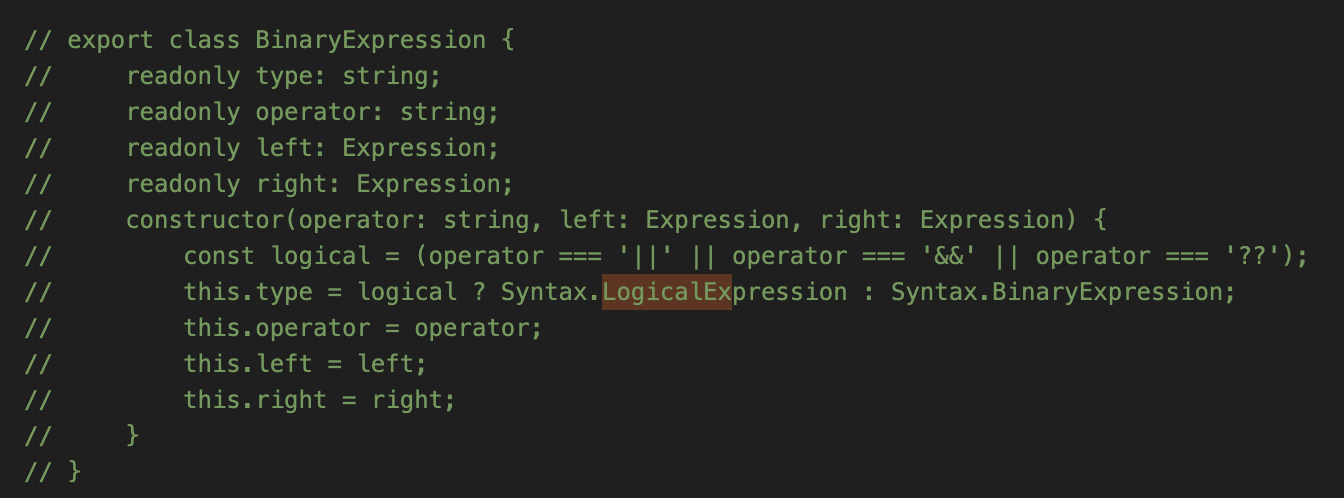 // export class BinaryExpression {
//     readonly type: string;
//     readonly operator: string;
//     readonly left: Expression;
//     readonly right: Expression;
//     constructor(operator: string, left: Expression, right: Expression) {
//         const logical = (operator === '||' || operator === '&&' || operator === '??');
//         this.type = logical ? Syntax.LogicalExpression : Syntax.BinaryExpression;
//         this.operator = operator;
//         this.left = left;
//         this.right = right;
//     }
// }